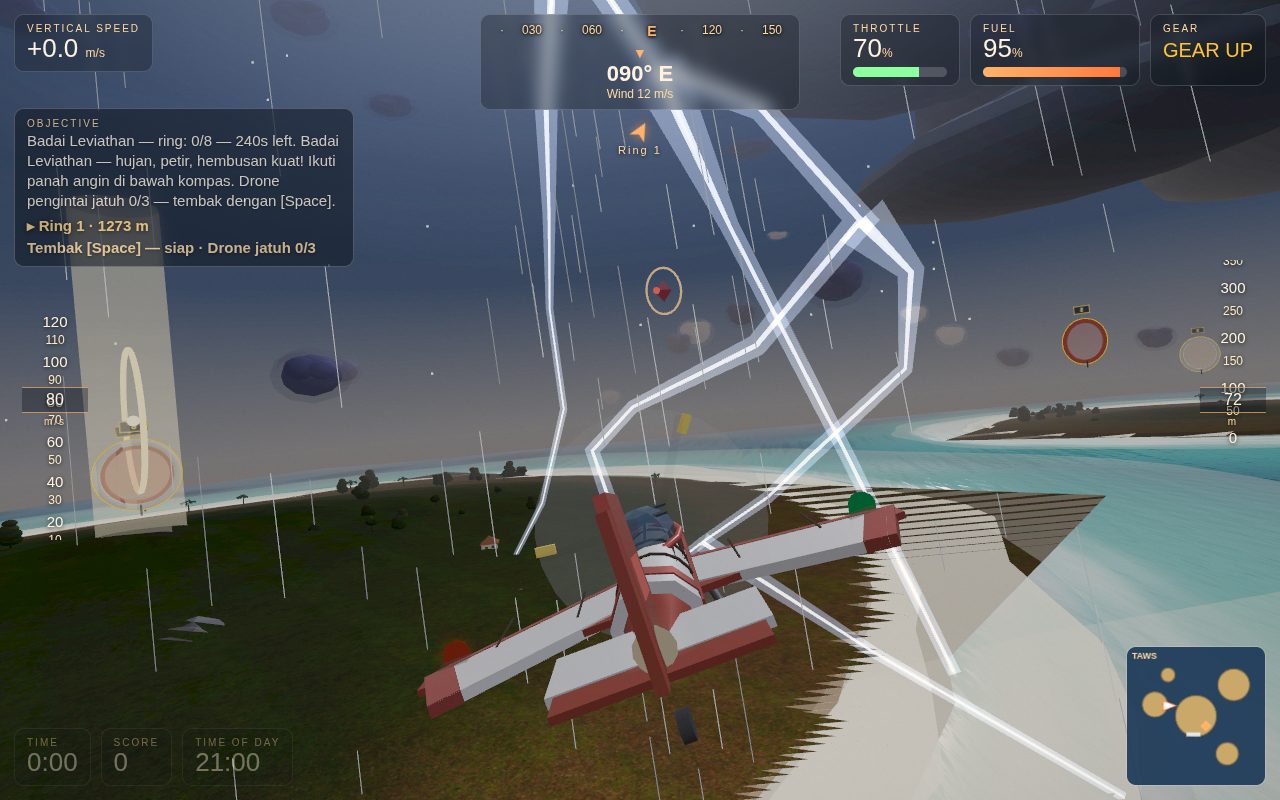 VERTICAL SPEED
+0.0 m/s
· 030 · 060 · E · 120 · 150
▼
090° E
Wind 12 m/s
THROTTLE
70%
FUEL
95%
GEAR
GEAR UP
Ring 1
OBJECTIVE
Badai Leviathan — ring: 0/8 — 240s left. Badai
Leviathan — hujan, petir, hembusan kuat! Ikuti
panah angin di bawah kompas. Drone
pengintai jatuh 0/3 — tembak dengan [Space].
▸ Ring 1 · 1273 m
Tembak [Space] — siap · Drone jatuh 0/3
120
110
100
90
80
70
m/s
60
50
40
30
20
10
350
300
250
200
150
100
72
50
m
0
TAWS
TIME
0:00
SCORE
0
TIME OF DAY
21:00